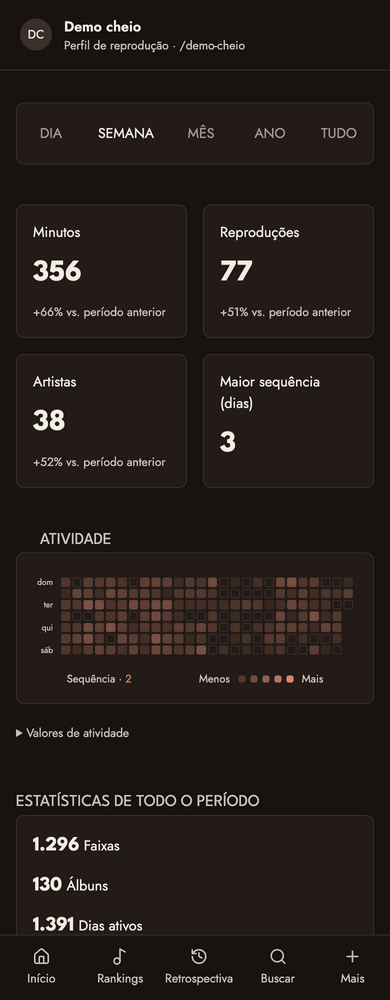 DC
Demo cheio
Perfil de reprodução · /demo-cheio
DIA SEMANA MÊS ANO TUDO
Minutos
356
+66% vs. período anterior
Reproduções
77
+51% vs. período anterior
Artistas
38
+52% vs. período anterior
Maior sequência
(dias)
3
ATIVIDADE
dom
ter
qui
sáb
Sequência · 2
Menos
Mais
Valores de atividade
ESTATÍSTICAS DE TODO O PERÍODO
1.296 Faixas
130 Álbuns
1.391 Dias ativos
Início
Rankings
Retrospectiva
Buscar
Mais